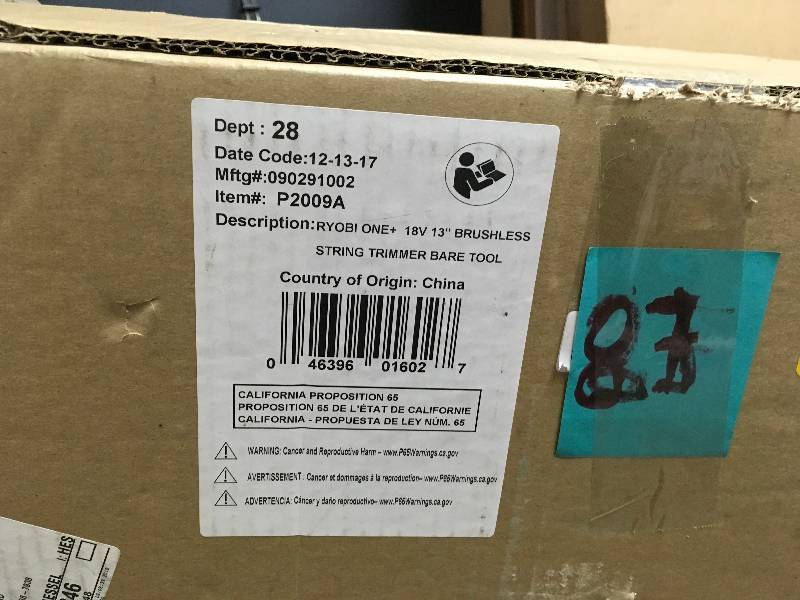 Dept : 28
Date Code:12-13-17
Mftg#:090291002
Item#: P2009A
Description:RYOBI ONE+ 18V 13" BRUSHLESS
STRING TRIMMER BARE TOOL
Country of Origin: China
0 46396 01602 7
CALIFORNIA PROPOSITION 65
PROPOSITION 65 DE L'ÉTAT DE CALIFORNIE
CALIFORNIA - PROPUESTA DE LEY NÚM. 65
WARNING: Cancer and Reproductive Harm – www.P65Warnings.ca.gov
AVERTISSEMENT : Cancer et dommages à la reproduction– www.P65Warnings.ca.gov
ADVERTENCIA: Cáncer y daño reproductivo– www.P65Warnings.ca.gov
87